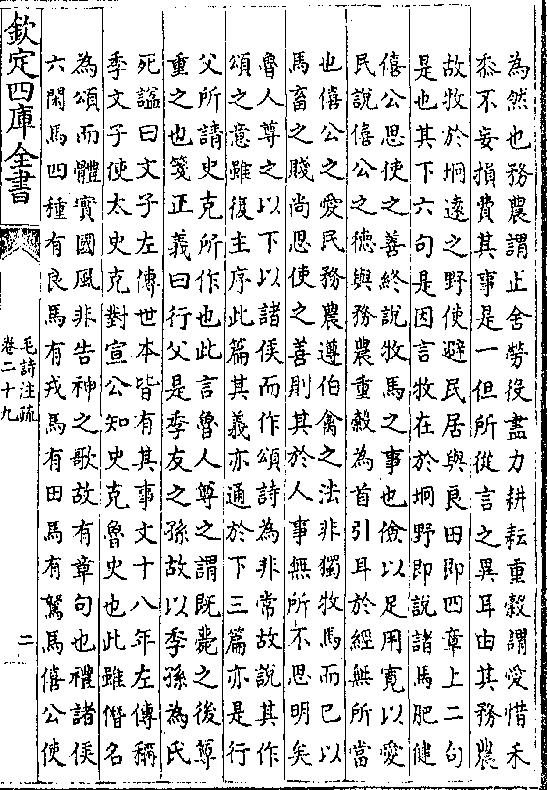 為然也務農謂止舍勞役盡力耕耘重穀謂愛惜禾
黍不妄損費其事是一但所從言之異耳由其務農
故牧於坰遠之野使避民居與良田即四章上二句
是也其下六句是因言牧在於坰野即說諸馬肥健
僖公思使之善終說牧馬之事也儉以足用寛以愛
民說僖公之德與務農重穀為首引耳於經無所當
也僖公之愛民務農遵伯禽之法非獨牧馬而已以
馬畜之賤尚思使之善則其於人事無所不思明矣
魯人尊之以下以諸侯而作頌詩為非常故說其作
頌之意雖復主序此篇其義亦通於下三篇亦是行
父所請史克所作也此言魯人尊之謂既薨之後尊
重之也箋正義曰行父是季友之孫故以季孫為氏
死諡曰文子左傳世本皆有其事文十八年左傳稱
季文子使太史克對宣公知史克魯史也此雖借名
為頌而體實國風非告神之歌故有章句也禮諸侯
六閑馬四種有良馬有戎馬有田馬有駑馬僖公使
欽定四庫全書
毛詩注疏
卷二十九
二